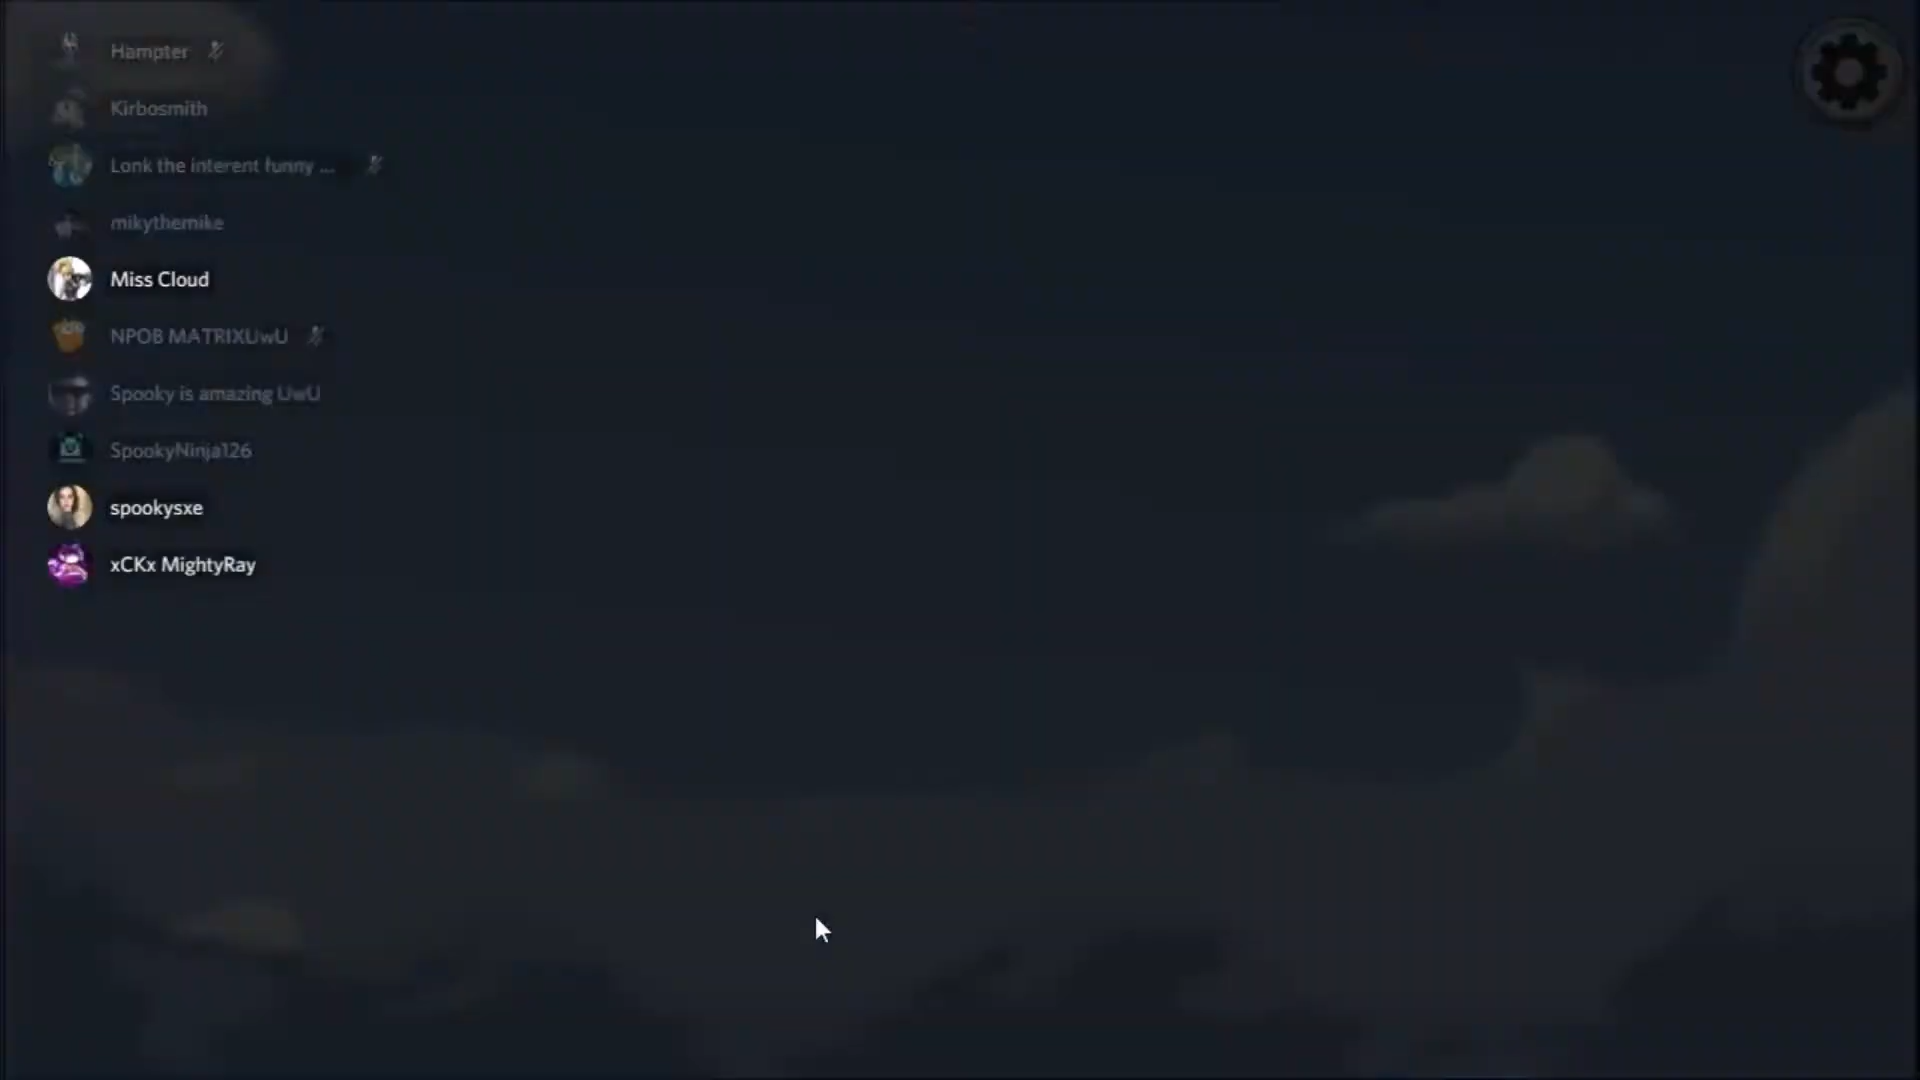 Hampter
Kirbosmith
Lonk the interent funny ...
mikythemike
Miss Cloud
NPOB MATRIXUwU
Spooky is amazing UwU
SpookyNinja126
spookysxe
xCKx MightyRay